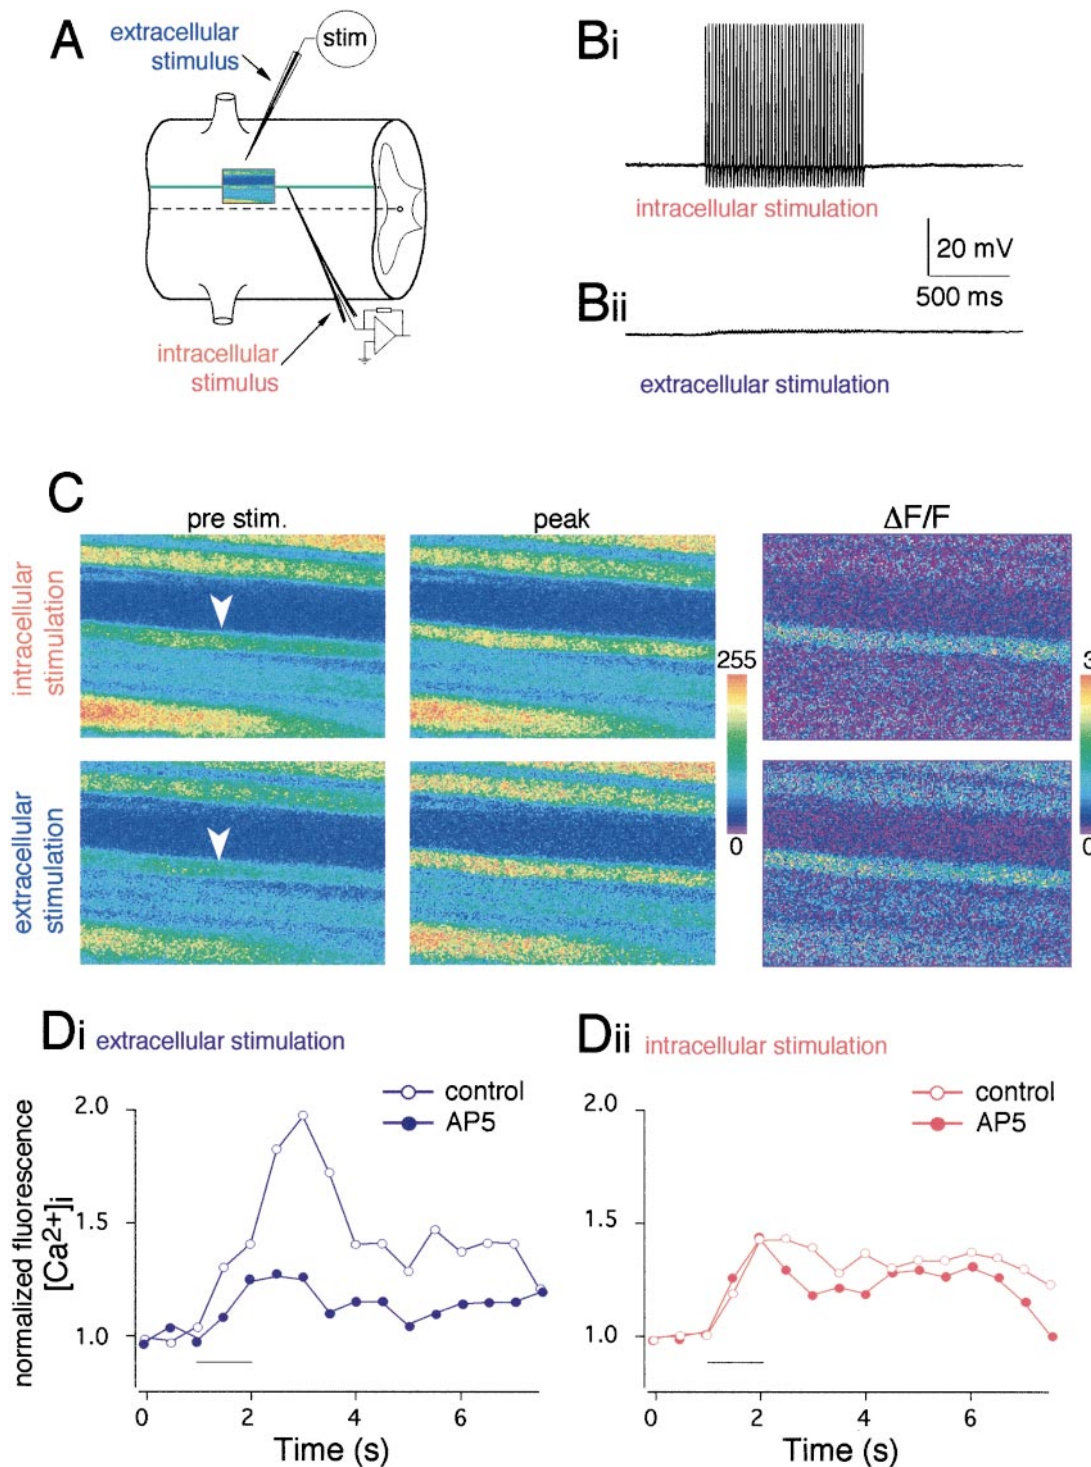 A
extracellular
stimulus
stim
intracellular
stimulus
Bi
intracellular stimulation
20 mV
500 ms
Bii
extracellular stimulation
C
pre stim.
peak
ΔF/F
intracellular
stimulation
255
0
3
0
extracellular
stimulation
Di extracellular stimulation
control
AP5
normalized fluorescence
[Ca2+]i
2.0
1.5
1.0
0
2
4
6
Time (s)
Dii intracellular stimulation
control
AP5
2.0
1.5
1.0
0
2
4
6
Time (s)